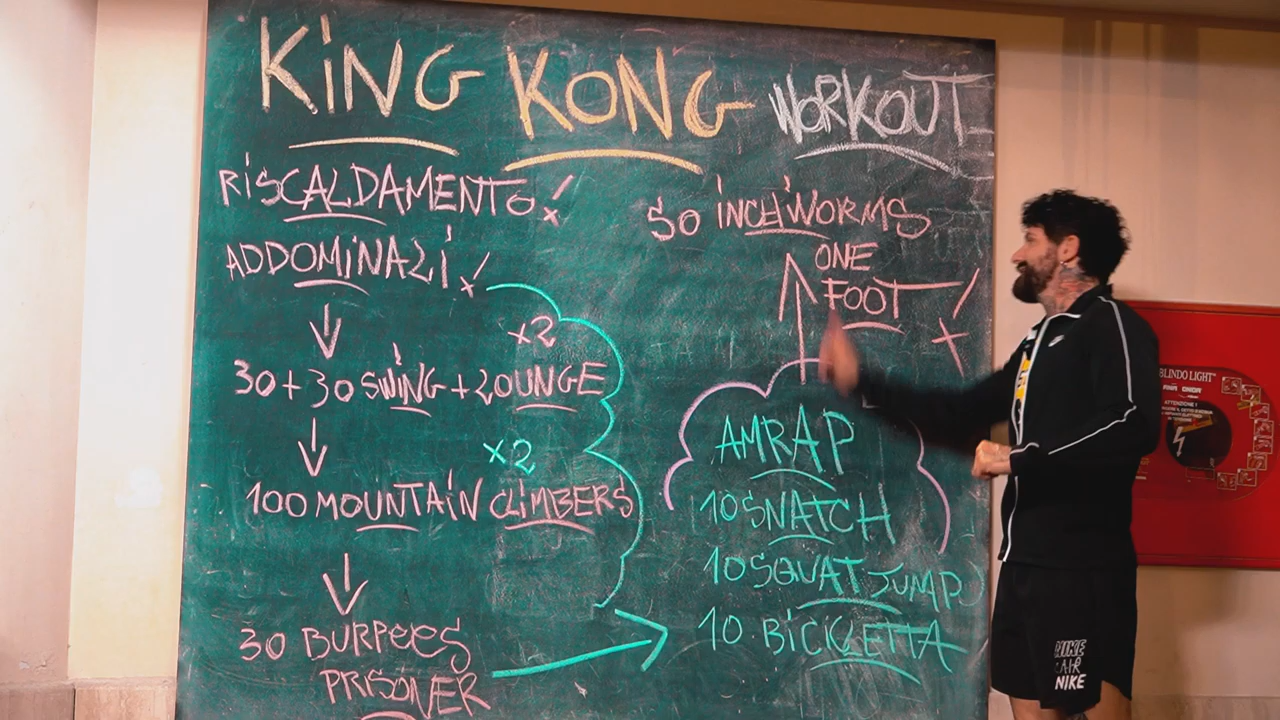 KiNG KONG WORKOUT
RiSCALDAMENTO!
ADDOMiNALi!
x2
30+30 SWiNG + LOUNGE
x2
100 MOUNTAiN CLiMBERS
30 BURPEES
PRISONER
50 iNCHWORMS
ONE
FOOT
AMRAP
10 SNATCH
10 SQUAT JUMP
10 BiCiCLETTA
BLINDO LIGHT"
ATTENZIONE!
NIKE
AIR
NIKE